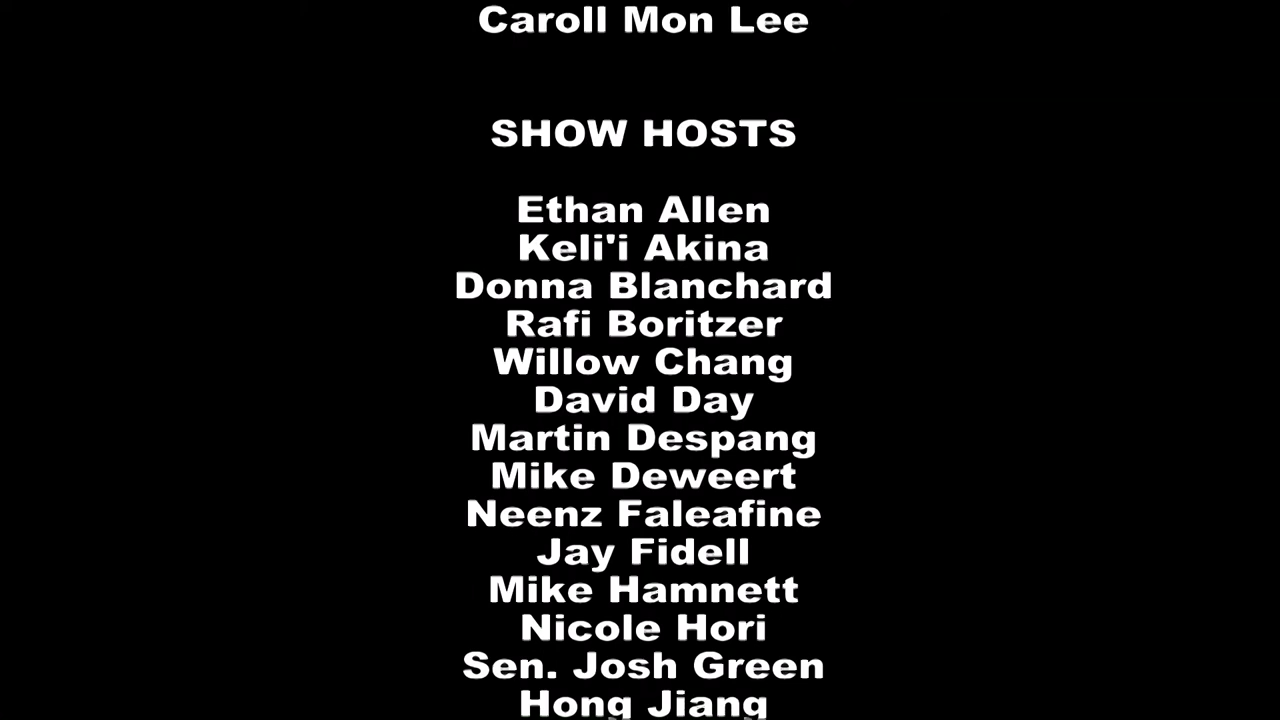 Caroll Mon Lee
SHOW HOSTS
Ethan Allen
Keli'i Akina
Donna Blanchard
Rafi Boritzer
Willow Chang
David Day
Martin Despang
Mike Deweert
Neenz Faleafine
Jay Fidell
Mike Hamnett
Nicole Hori
Sen. Josh Green
Hong Jiang